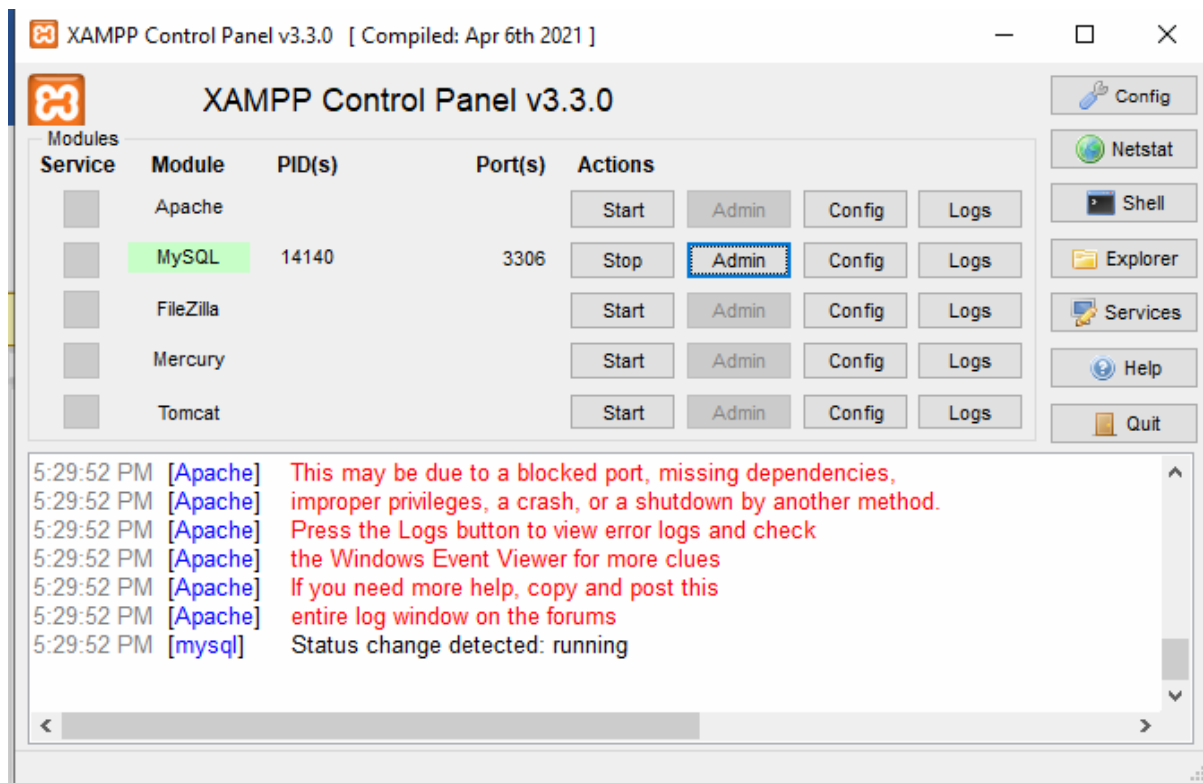 XAMPP Control Panel v3.3.0 [ Compiled: Apr 6th 2021 ]
XAMPP Control Panel v3.3.0
Config
Modules
Service Module PID(s) Port(s) Actions
Netstat
Apache Start Admin Config Logs
Shell
MySQL 14140 3306 Stop Admin Config Logs
Explorer
FileZilla Start Admin Config Logs
Services
Mercury Start Admin Config Logs
Help
Tomcat Start Admin Config Logs
Quit
5:29:52 PM [Apache] This may be due to a blocked port, missing dependencies,
5:29:52 PM [Apache] improper privileges, a crash, or a shutdown by another method.
5:29:52 PM [Apache] Press the Logs button to view error logs and check
5:29:52 PM [Apache] the Windows Event Viewer for more clues
5:29:52 PM [Apache] If you need more help, copy and post this
5:29:52 PM [Apache] entire log window on the forums
5:29:52 PM [mysql] Status change detected: running